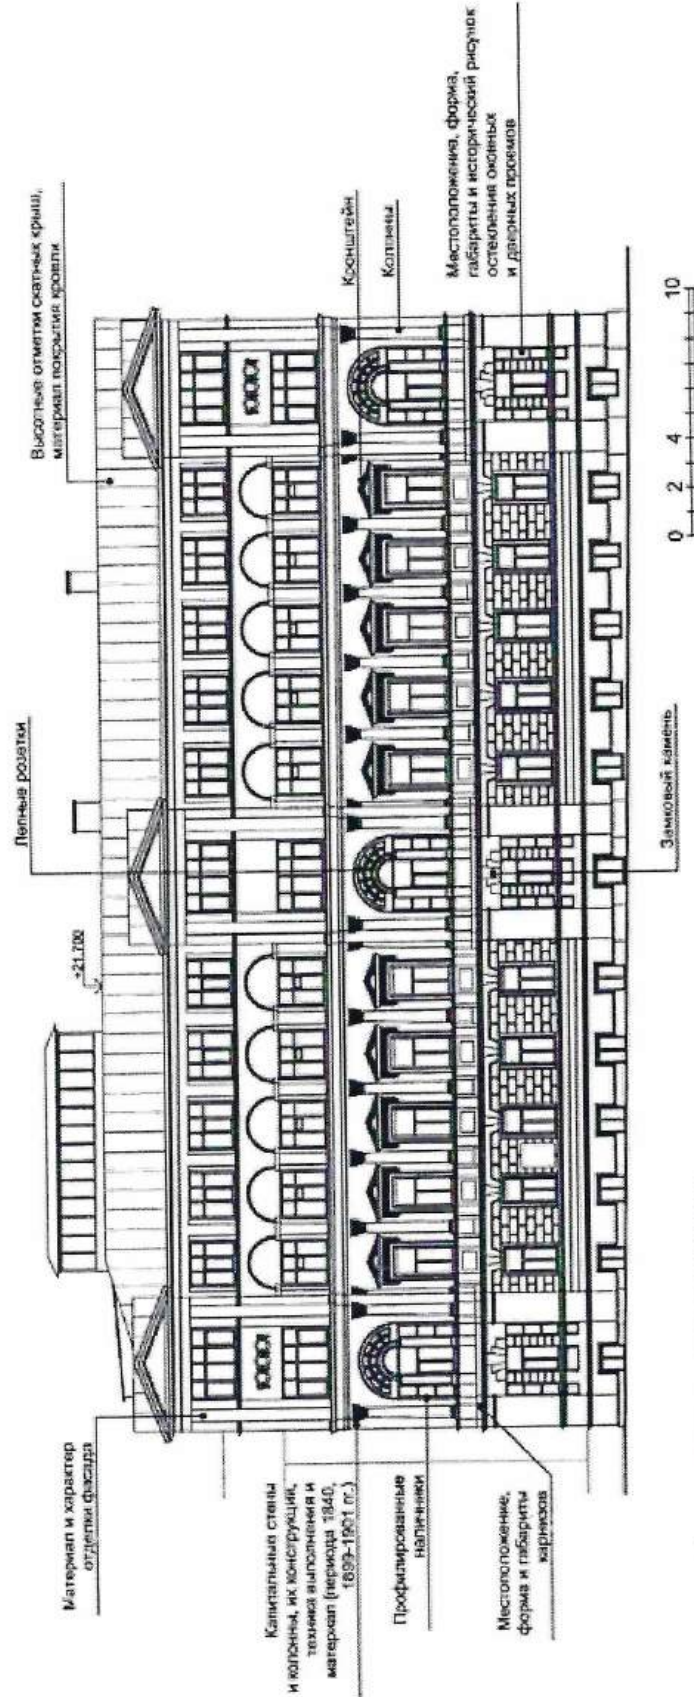 Материал и характер
отделки фасада
Капитальные стены
и колонны, их конструкции,
техника выполнения и
материал (периода 1840,
1899-1901 гг.)
Профилированные
наличники
Местоположение,
форма и габариты
карнизов
+21.700
Лепные розетки
Высотные отметки скатных крыш,
материал покрытия кровли
Кронштейн
Колонны
Местоположение, форма,
габариты и исторический рисунок
остекления оконных
и дверных проемов
Замковый камень
0 2 4 10